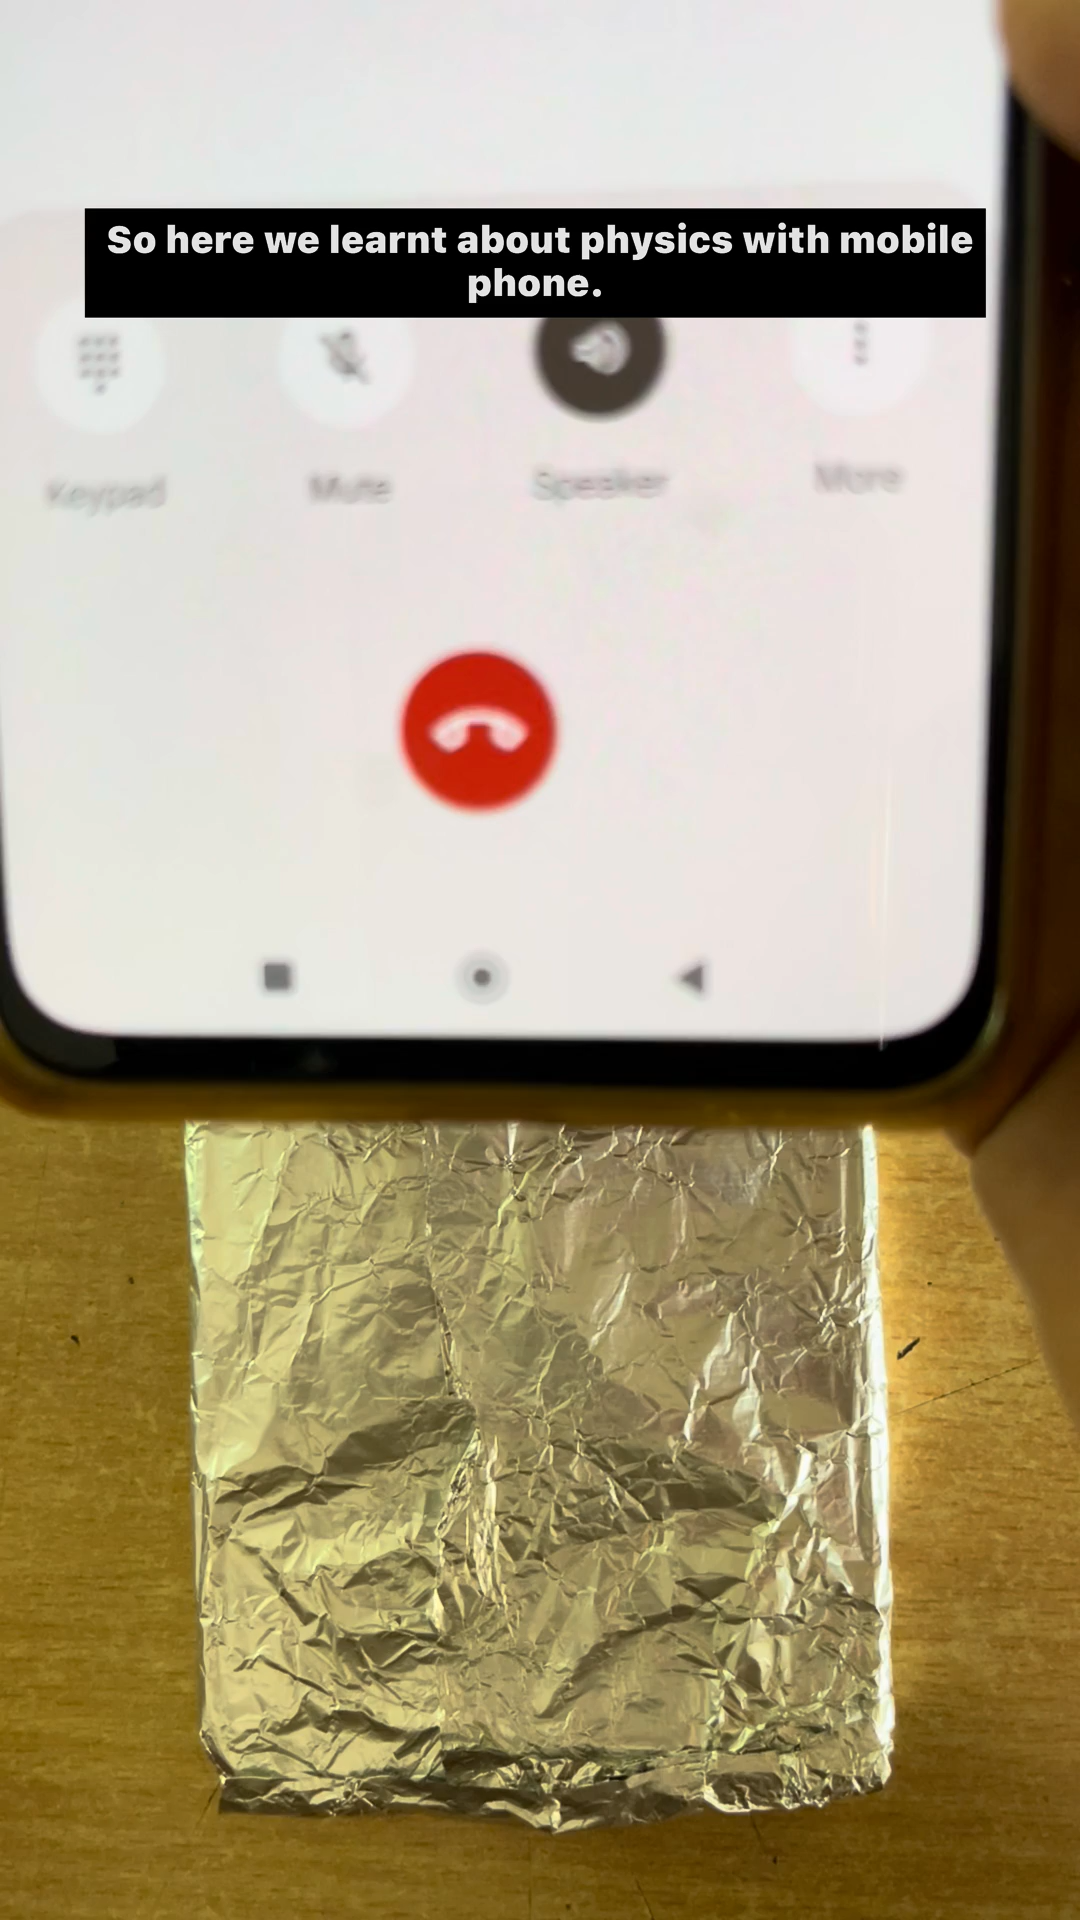 So here we learnt about physics with mobile
phone.
Keypad
Mute
Speaker
More